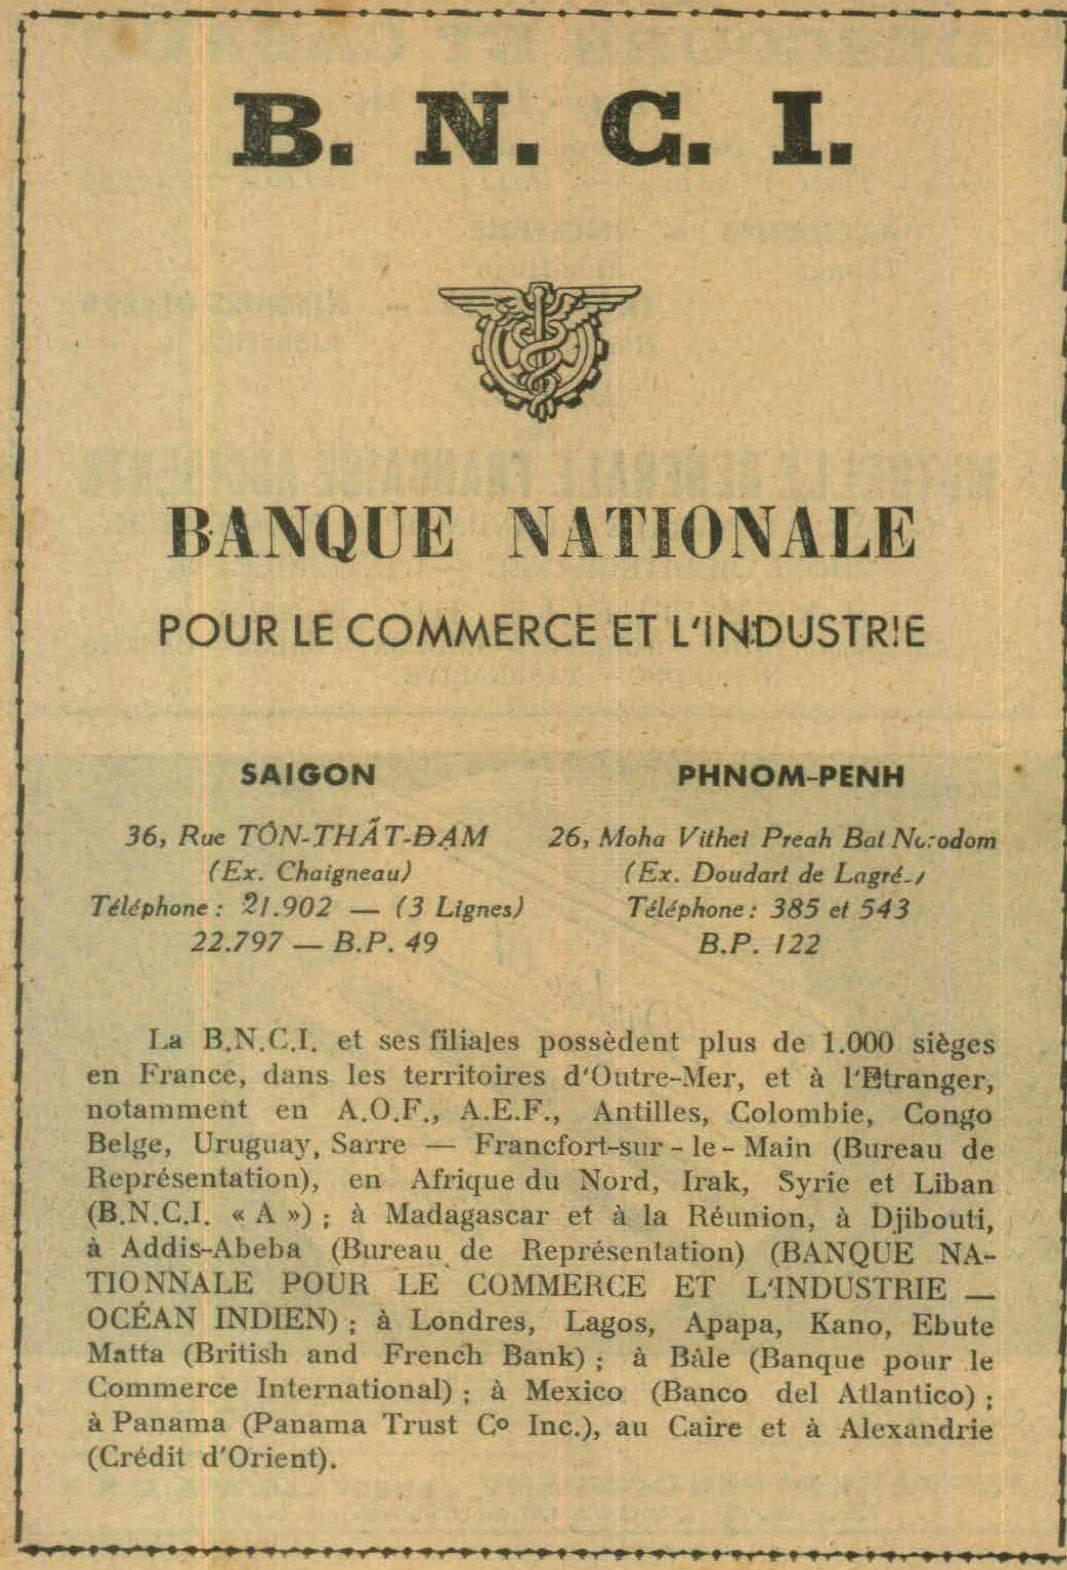 B. N. C. I.
BANQUE NATIONALE
POUR LE COMMERCE ET L'INDUSTRIE
SAIGON
36, Rue TÔN-THẤT-ĐẠM
(Ex. Chaigneau)
Téléphone : 21.902 — (3 Lignes)
22.797 — B.P. 49
PHNOM-PENH
26, Moha Vithei Preah Bat Norodom
(Ex. Doudart de Lagrée)
Téléphone : 385 et 543
B.P. 122
La B.N.C.I. et ses filiales possèdent plus de 1.000 sièges
en France, dans les territoires d'Outre-Mer, et à l'Etranger,
notamment en A.O.F., A.E.F., Antilles, Colombie, Congo
Belge, Uruguay, Sarre — Francfort-sur-le-Main (Bureau de
Représentation), en Afrique du Nord, Irak, Syrie et Liban
(B.N.C.I. « A ») ; à Madagascar et à la Réunion, à Djibouti,
à Addis-Abeba (Bureau de Représentation) (BANQUE NA-
TIONNALE POUR LE COMMERCE ET L'INDUSTRIE —
OCÉAN INDIEN) ; à Londres, Lagos, Apapa, Kano, Ebute
Matta (British and French Bank) ; à Bâle (Banque pour le
Commerce International) ; à Mexico (Banco del Atlantico) ;
à Panama (Panama Trust Co Inc.), au Caire et à Alexandrie
(Crédit d'Orient).